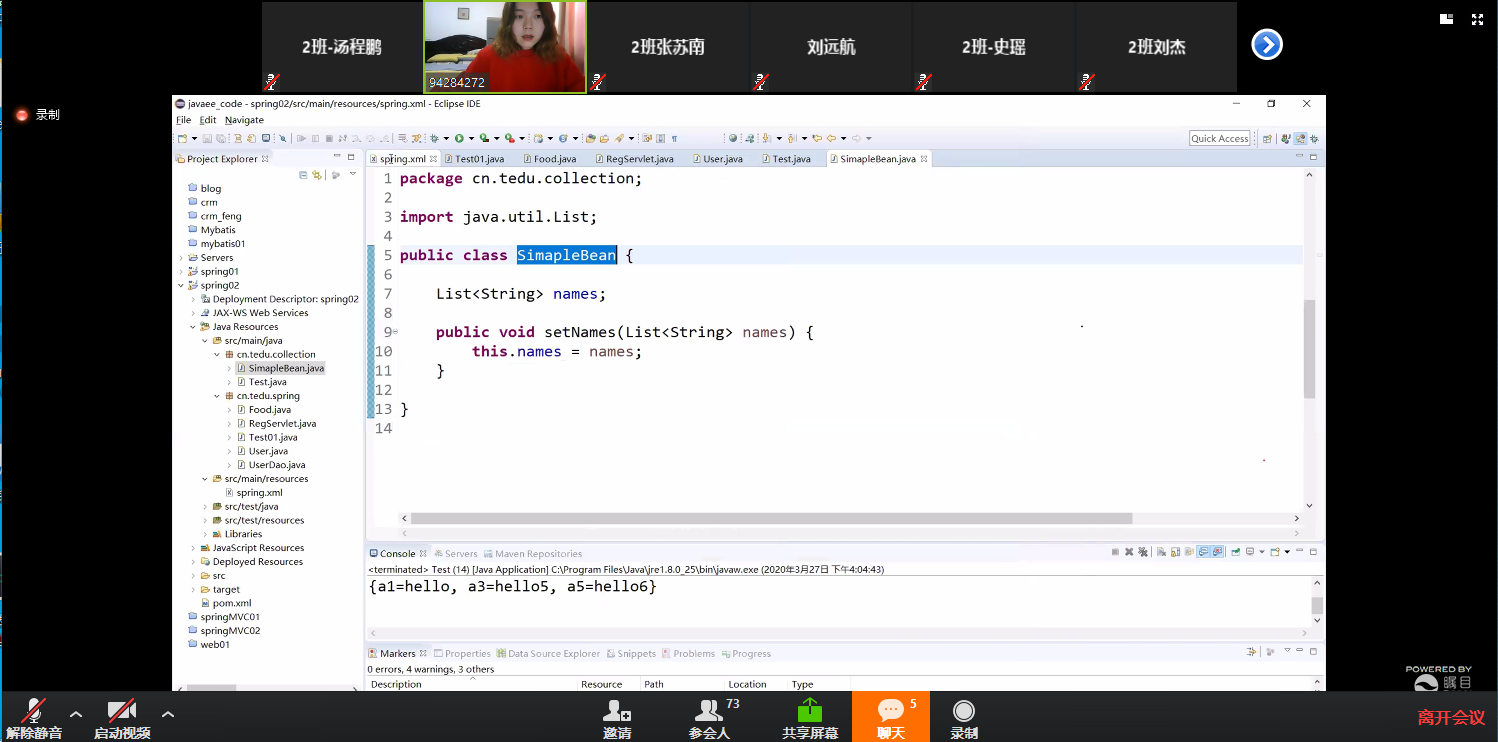 2班-汤程鹏
94284272
2班张苏南
刘远航
2班-史瑶
2班刘杰
录制
javaee_code - spring02/src/main/resources/spring.xml - Eclipse IDE
File Edit Navigate
Quick Access
Project Explorer
blog
crm
crm_feng
Mybatis
mybatis01
Servers
spring01
spring02
Deployment Descriptor: spring02
JAX-WS Web Services
Java Resources
src/main/java
cn.tedu.collection
SimapleBean.java
Test.java
cn.tedu.spring
Food.java
RegServlet.java
Test01.java
User.java
UserDao.java
src/main/resources
spring.xml
src/test/java
src/test/resources
Libraries
JavaScript Resources
Deployed Resources
src
target
pom.xml
springMVC01
springMVC02
web01
spring.xml Test01.java Food.java RegServlet.java User.java Test.java SimapleBean.java
1 package cn.tedu.collection;
2
3 import java.util.List;
4
5 public class SimapleBean {
6
7 List<String> names;
8
9 public void setNames(List<String> names) {
10 this.names = names;
11 }
12
13 }
14
Console Servers Maven Repositories
<terminated> Test (14) [Java Application] C:\Program Files\Java\jre1.8.0_25\bin\javaw.exe (2020年3月27日 下午4:04:43)
{a1=hello, a3=hello5, a5=hello6}
Markers Properties Data Source Explorer Snippets Problems Progress
0 errors, 4 warnings, 3 others
Description Resource Path Location Type
POWERED BY
瞩目
解除静音
启动视频
邀请
73
参会人
共享屏幕
5
聊天
录制
离开会议